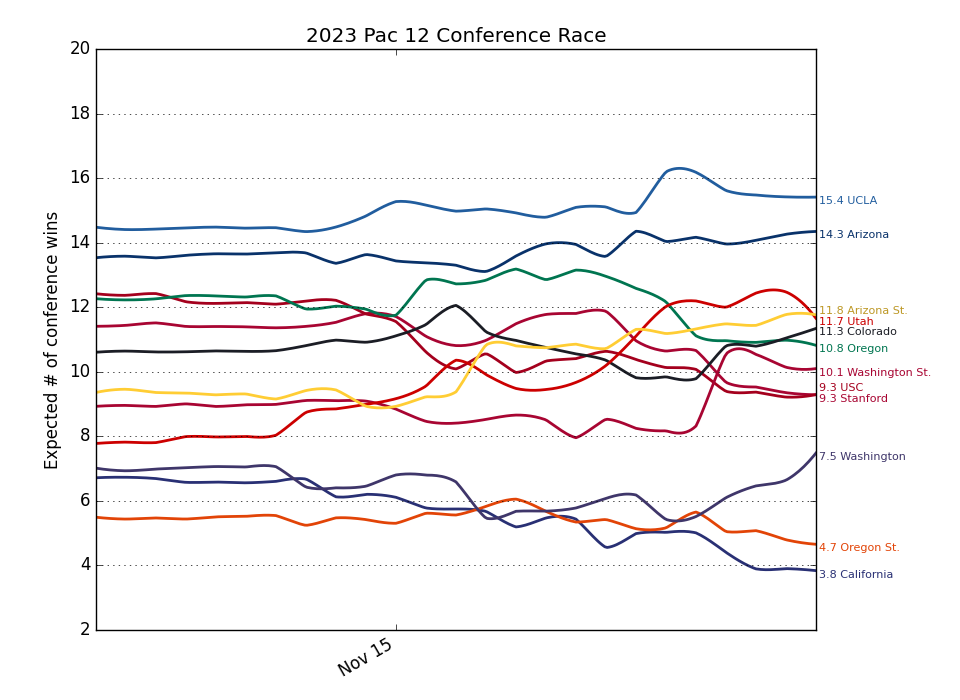 2023 Pac 12 Conference Race
Expected # of conference wins
20
18
16
14
12
10
8
6
4
2
Nov 15
15.4 UCLA
14.3 Arizona
11.8 Arizona St.
11.7 Utah
11.3 Colorado
10.8 Oregon
10.1 Washington St.
9.3 USC
9.3 Stanford
7.5 Washington
4.7 Oregon St.
3.8 California